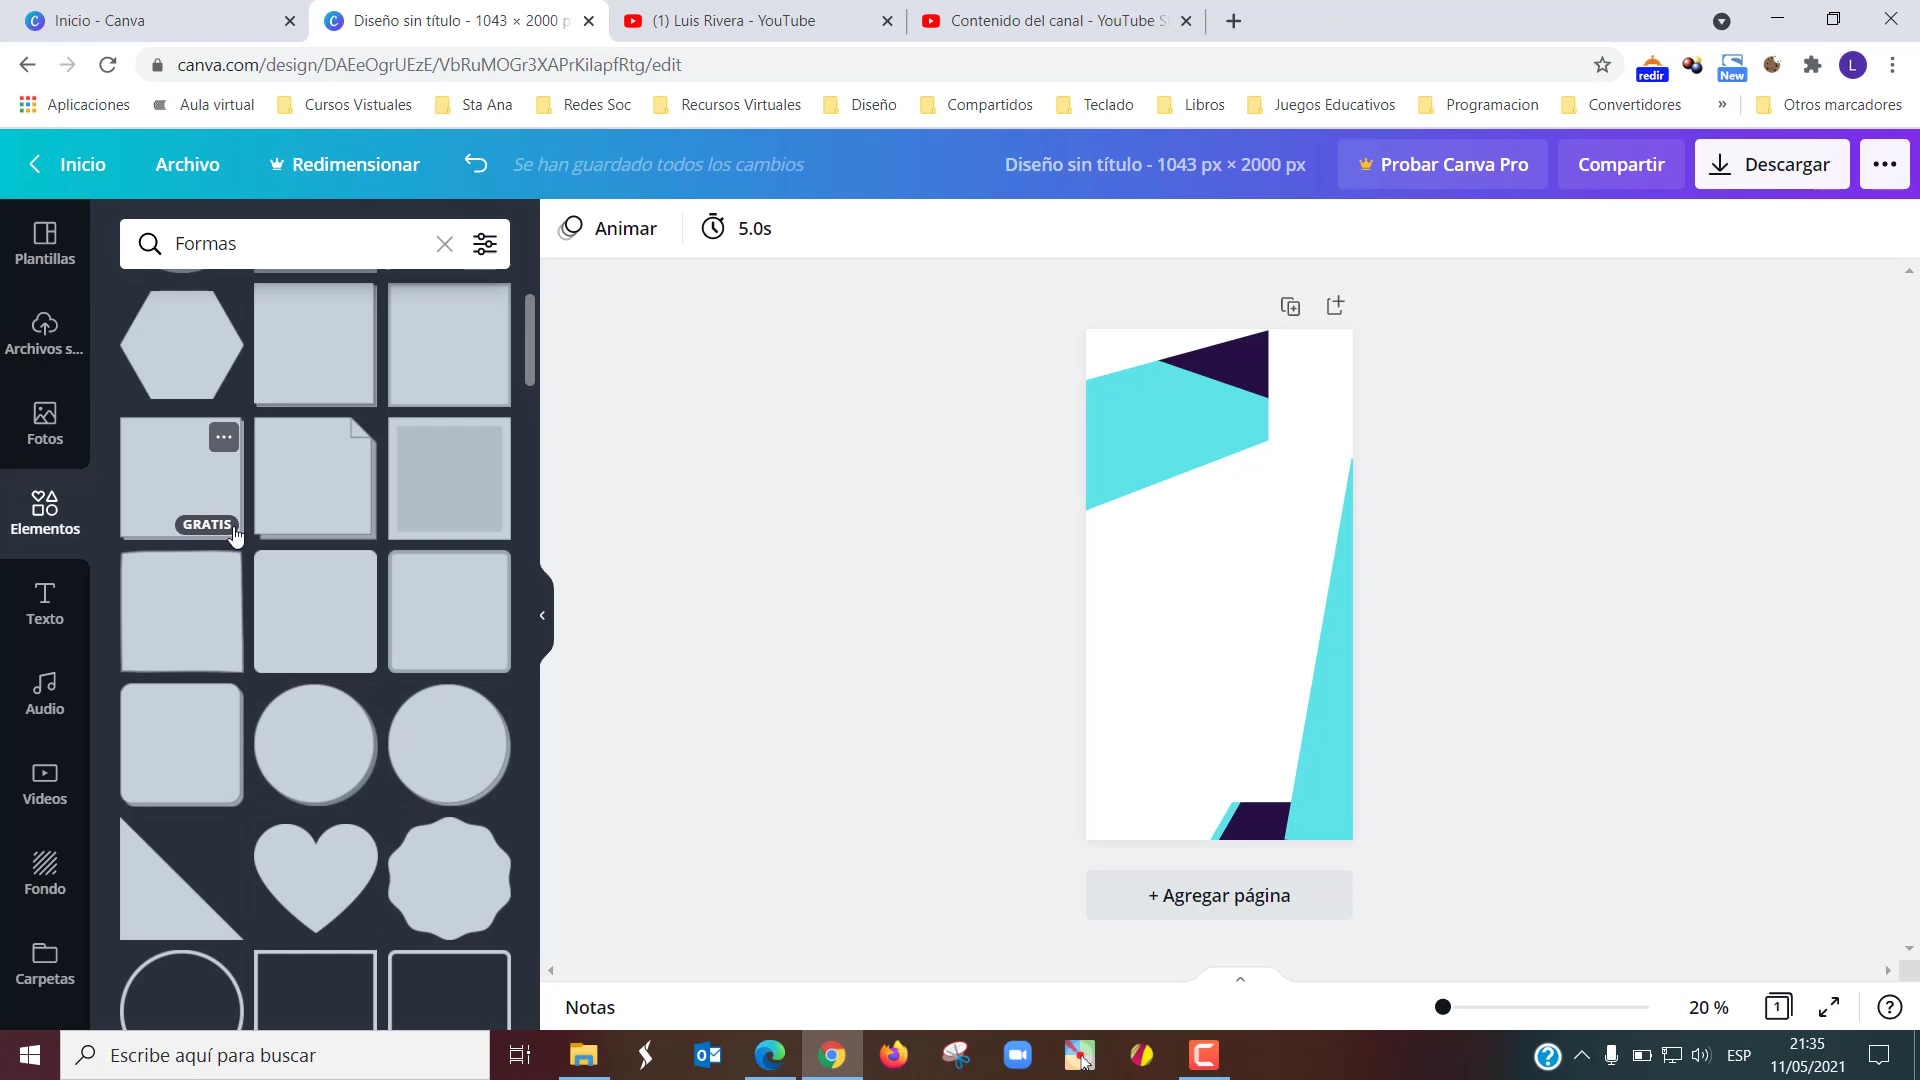 Inicio - Canva
Diseño sin título - 1043 × 2000 p
(1) Luis Rivera - YouTube
Contenido del canal - YouTube S
canva.com/design/DAEeOgrUEzE/VbRuMOGr3XAPrKilapfRtg/edit
redir
New
L
Aplicaciones
Aula virtual
Cursos Vistuales
Sta Ana
Redes Soc
Recursos Virtuales
Diseño
Compartidos
Teclado
Libros
Juegos Educativos
Programacion
Convertidores
»
Otros marcadores
Inicio
Archivo
Redimensionar
Se han guardado todos los cambios
Diseño sin título - 1043 px × 2000 px
Probar Canva Pro
Compartir
Descargar
Plantillas
Archivos s...
Fotos
Elementos
Texto
Audio
Videos
Fondo
Carpetas
Formas
GRATIS
Animar
5.0s
+ Agregar página
Notas
20 %
1
Escribe aquí para buscar
ESP
21:35
11/05/2021